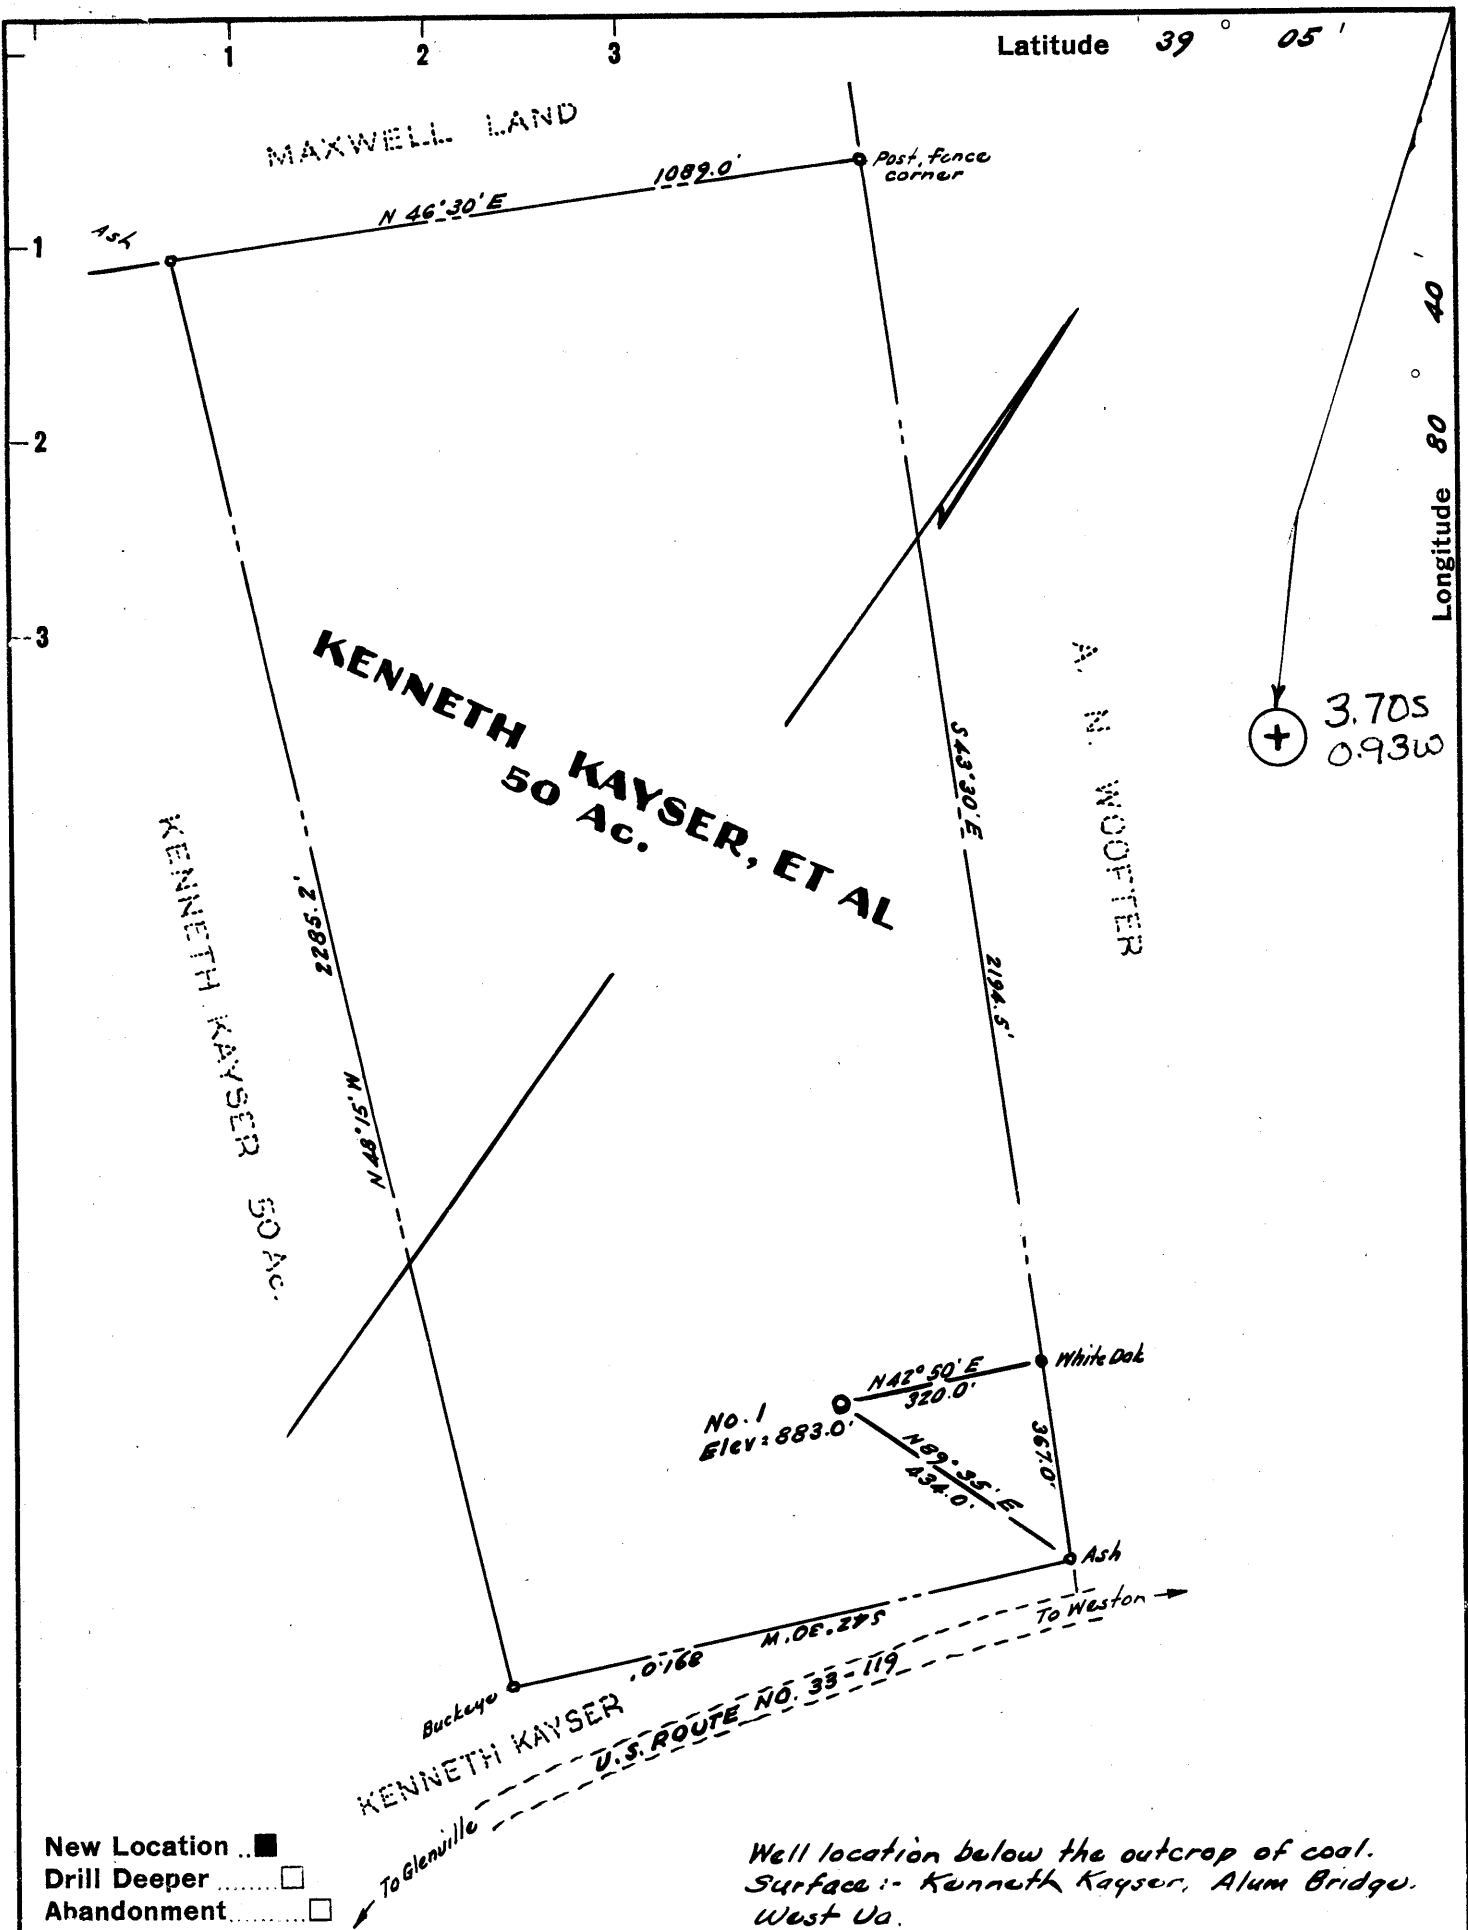 Latitude 39° 05'
1 2 3
MAXWELL LAND
1089.0'
Post, fence
corner
N 46°30' E
Ash
1
2
3
Longitude 80° 40'
KENNETH KAYSER, ET AL
50 Ac.
A. N. WOOFTER
3.70S
0.93W
S 43°30' E
2194.5'
KENNETH KAYSER 50 Ac.
2285.2'
N 48°15' W
White Oak
N42°50' E
320.0'
No. 1
Elev: 883.0'
N89°35' E
434.0'
367.0'
Ash
To Weston
S 42°30' W
891.0'
Buckeye
KENNETH KAYSER
U.S. ROUTE NO. 33-119
To Glenville
New Location
Drill Deeper
Abandonment
Well location below the outcrop of coal.
Surface:- Kenneth Kayser, Alum Bridge.
West Va.